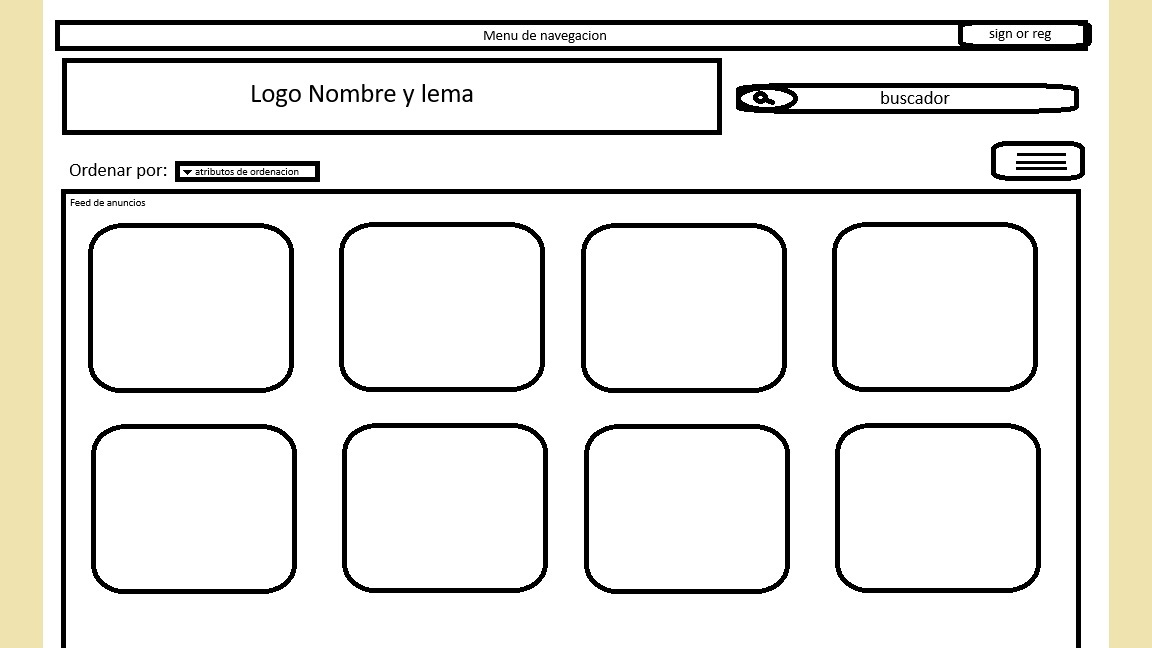 Menu de navegacion
sign or reg
Logo Nombre y lema
buscador
Ordenar por:
atributos de ordenacion
Feed de anuncios